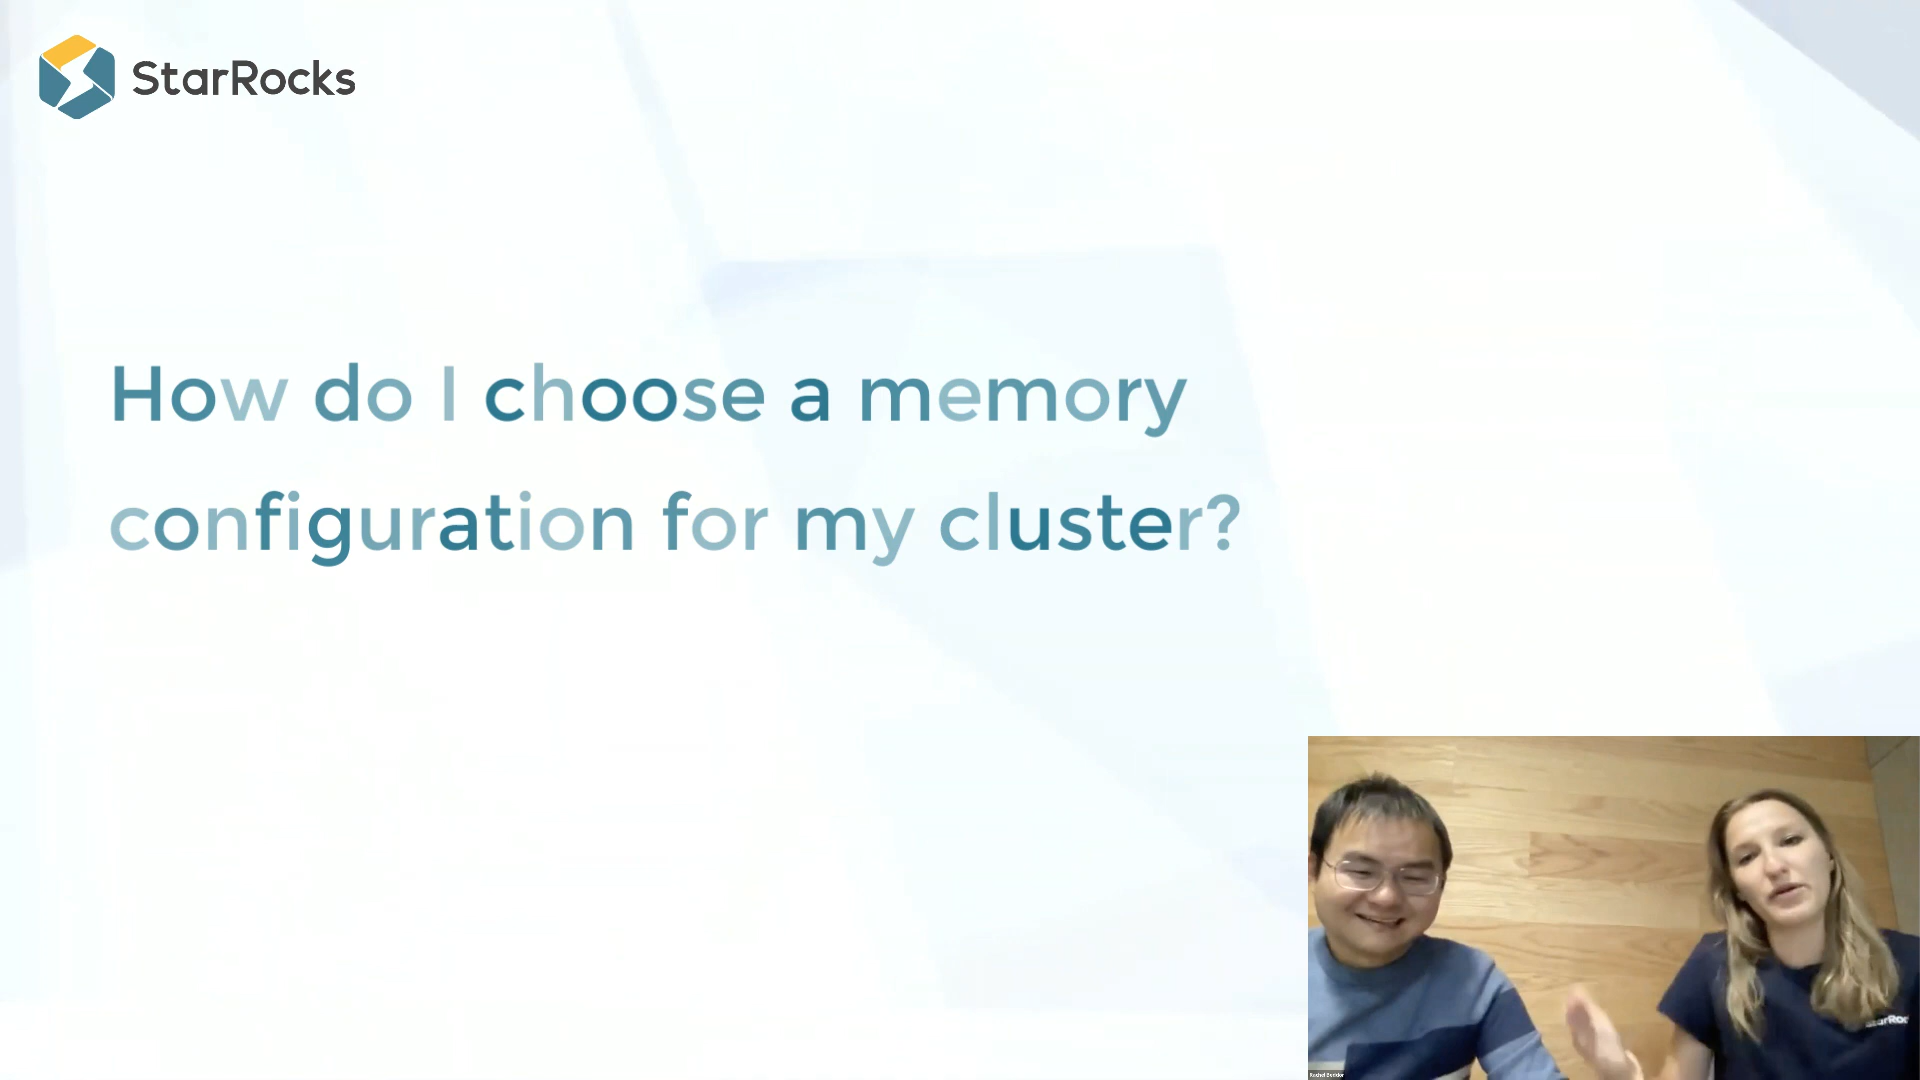 StarRocks
How do I choose a memory
configuration for my cluster?